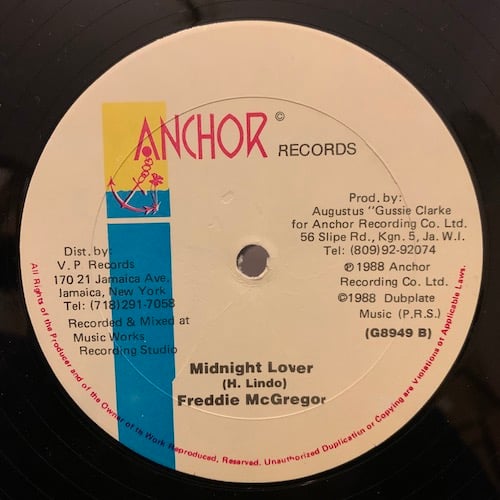 ANCHOR ©
RECORDS
Prod. by:
Augustus "Gussie Clarke
for Anchor Recording Co. Ltd.
56 Slipe Rd., Kgn. 5, Ja. W.I.
Tel: (809)92-92074
℗ 1988 Anchor
Recording Co. Ltd.
©1988 Dubplate
Music (P.R.S.)
(G8949 B)
Dist. by:
V. P Records
170 21 Jamaica Ave.
Jamaica, New York
Tel: (718)291-7058
Recorded & Mixed at
Music Works
Recording Studio
Midnight Lover
(H. Lindo)
Freddie McGregor
All Rights of the Producer and of the Owner of its Work Reproduced, Reserved. Unauthorized Duplication or Copying are Violations of Applicable Laws.